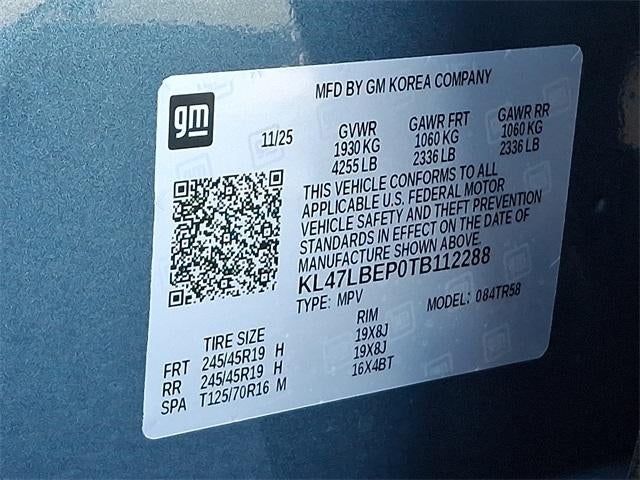 MFD BY GM KOREA COMPANY
gm
11/25
GVWR GAWR FRT GAWR RR
1930 KG 1060 KG 1060 KG
4255 LB 2336 LB 2336 LB
THIS VEHICLE CONFORMS TO ALL
APPLICABLE U.S. FEDERAL MOTOR
VEHICLE SAFETY AND THEFT PREVENTION
STANDARDS IN EFFECT ON THE DATE OF
MANUFACTURE SHOWN ABOVE.
KL47LBEP0TB112288
TYPE: MPV MODEL: 084TR58
TIRE SIZE RIM
FRT 245/45R19 H 19X8J
RR 245/45R19 H 19X8J
SPA T125/70R16 M 16X4BT